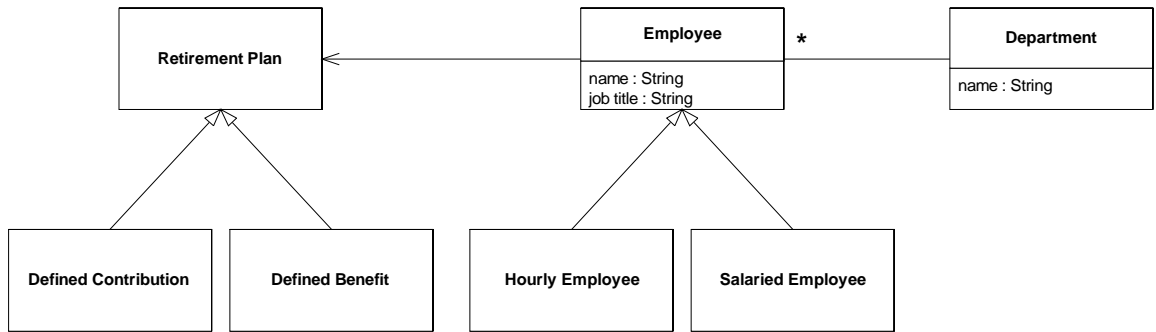 Retirement Plan
Employee
name : String
job title : String
*
Department
name : String
Defined Contribution
Defined Benefit
Hourly Employee
Salaried Employee